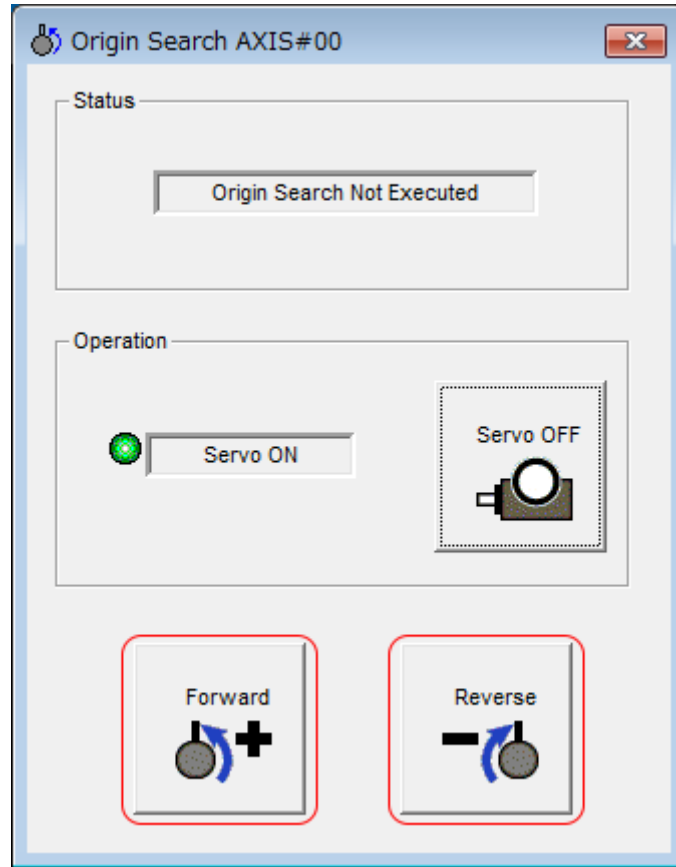 Origin Search AXIS#00
Status
Origin Search Not Executed
Operation
Servo ON
Servo OFF
Forward
Reverse